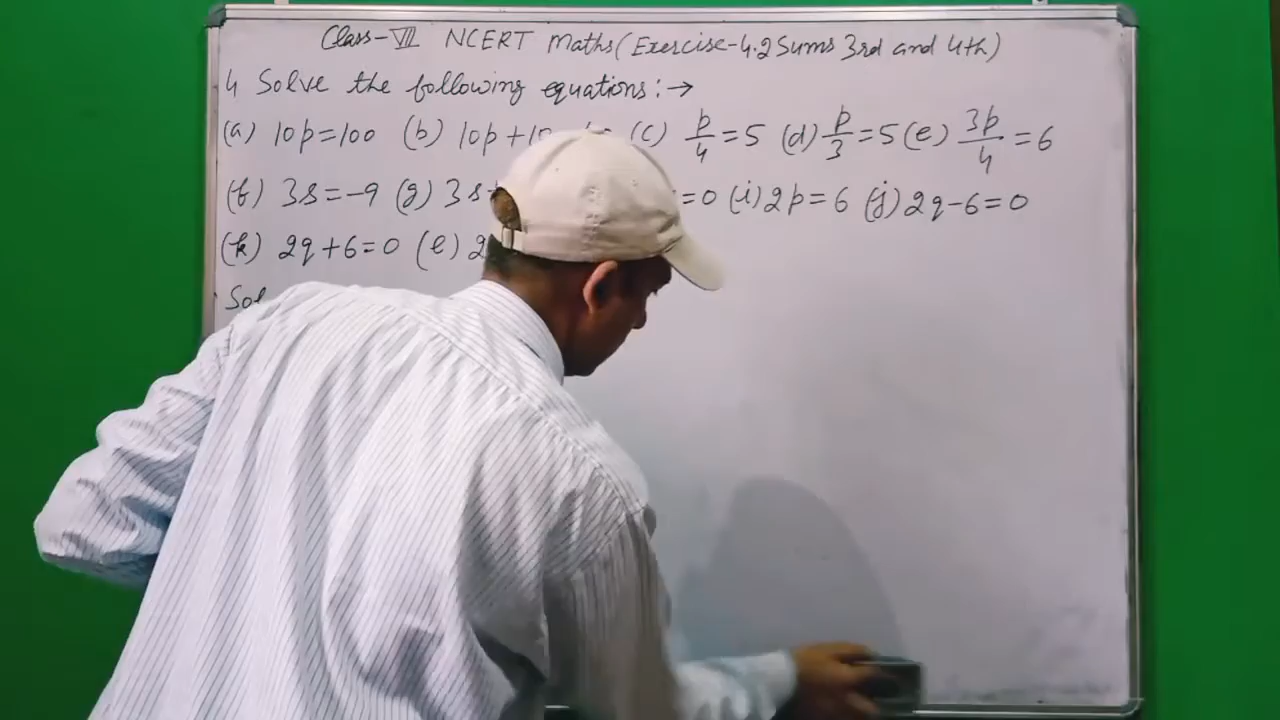 Class-VII NCERT Maths (Exercise-4.2 Sums 3rd and 4th)
4 Solve the following equations :→
(a) 10p=100 (b) 10p+10 (c) p/4=5 (d) p/3=5 (e) 3p/4=6
(f) 3s=-9 (g) 3s =0 (i) 2p=6 (j) 2q-6=0
(k) 2q+6=0 (l) 2
Sol